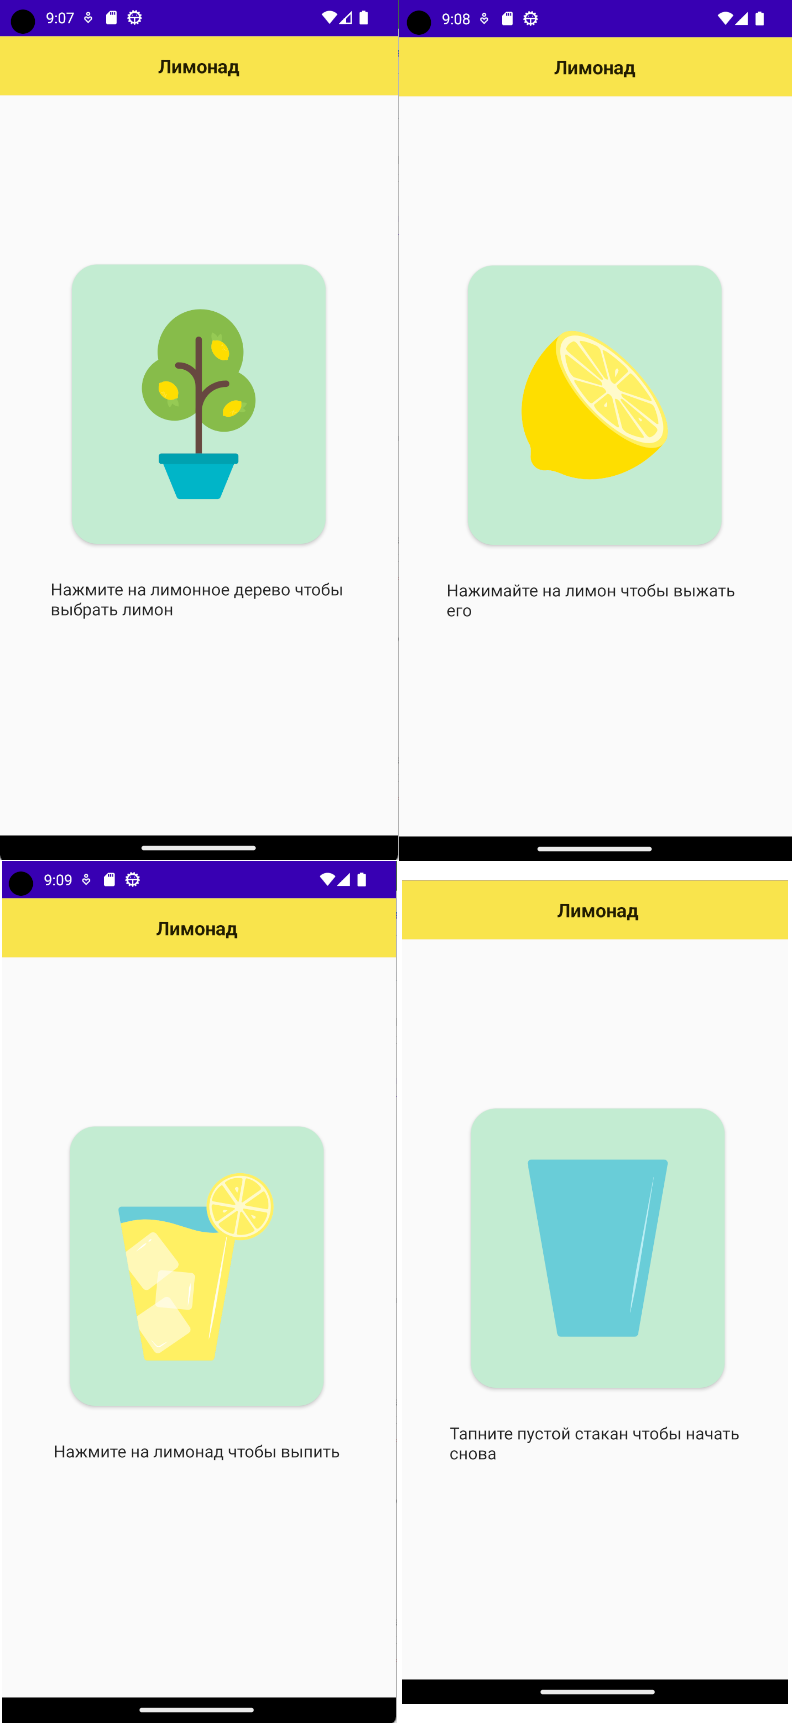 9:07
Лимонад
Нажмите на лимонное дерево чтобы
выбрать лимон
9:08
Лимонад
Нажимайте на лимон чтобы выжать
его
9:09
Лимонад
Нажмите на лимонад чтобы выпить
Лимонад
Тапните пустой стакан чтобы начать
снова